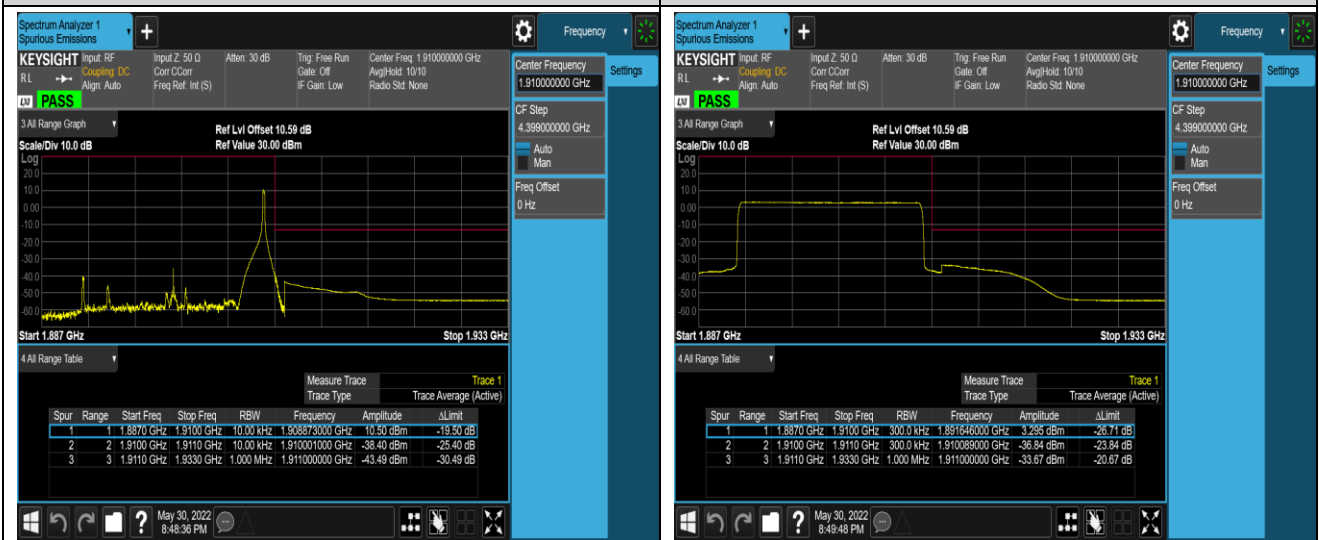 Spectrum Analyzer 1
Spurious Emissions
+
Frequency
KEYSIGHT Input: RF Input Z: 50 Ω Atten: 30 dB Trig: Free Run Center Freq: 1.910000000 GHz
RL Coupling: DC Corr CCorr Gate: Off Avg|Hold: 10/10
Align: Auto Freq Ref: Int (S) IF Gain: Low Radio Std: None
LXI PASS
Center Frequency
1.910000000 GHz
Settings
CF Step
4.399000000 GHz
Auto
Man
Freq Offset
0 Hz
3 All Range Graph
Ref Lvl Offset 10.59 dB
Scale/Div 10.0 dB Ref Value 30.00 dBm
Log
20.0
10.0
0.00
-10.0
-20.0
-30.0
-40.0
-50.0
-60.0
Start 1.887 GHz Stop 1.933 GHz
4 All Range Table
Measure Trace Trace 1
Trace Type Trace Average (Active)
Spur Range Start Freq Stop Freq RBW Frequency Amplitude ΔLimit
1 1 1.8870 GHz 1.9100 GHz 10.00 kHz 1.908873000 GHz 10.50 dBm -19.50 dB
2 2 1.9100 GHz 1.9110 GHz 10.00 kHz 1.910001000 GHz -38.40 dBm -25.40 dB
3 3 1.9110 GHz 1.9330 GHz 1.000 MHz 1.911000000 GHz -43.49 dBm -30.49 dB
?
May 30, 2022
8:48:36 PM
Spectrum Analyzer 1
Spurious Emissions
+
Frequency
KEYSIGHT Input: RF Input Z: 50 Ω Atten: 30 dB Trig: Free Run Center Freq: 1.910000000 GHz
RL Coupling: DC Corr CCorr Gate: Off Avg|Hold: 10/10
Align: Auto Freq Ref: Int (S) IF Gain: Low Radio Std: None
LXI PASS
Center Frequency
1.910000000 GHz
Settings
CF Step
4.399000000 GHz
Auto
Man
Freq Offset
0 Hz
3 All Range Graph
Ref Lvl Offset 10.59 dB
Scale/Div 10.0 dB Ref Value 30.00 dBm
Log
20.0
10.0
0.00
-10.0
-20.0
-30.0
-40.0
-50.0
-60.0
Start 1.887 GHz Stop 1.933 GHz
4 All Range Table
Measure Trace Trace 1
Trace Type Trace Average (Active)
Spur Range Start Freq Stop Freq RBW Frequency Amplitude ΔLimit
1 1 1.8870 GHz 1.9100 GHz 300.0 kHz 1.891646000 GHz 3.295 dBm -26.71 dB
2 2 1.9100 GHz 1.9110 GHz 300.0 kHz 1.910089000 GHz -36.84 dBm -23.84 dB
3 3 1.9110 GHz 1.9330 GHz 1.000 MHz 1.911000000 GHz -33.67 dBm -20.67 dB
?
May 30, 2022
8:49:48 PM